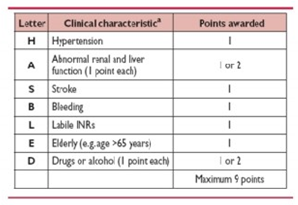 Letter Clinical characteristicᵃ Points awarded
H Hypertension 1
A Abnormal renal and liver
function (1 point each) 1 or 2
S Stroke 1
B Bleeding 1
L Labile INRs 1
E Elderly (e.g. age >65 years) 1
D Drugs or alcohol (1 point each) 1 or 2
Maximum 9 points